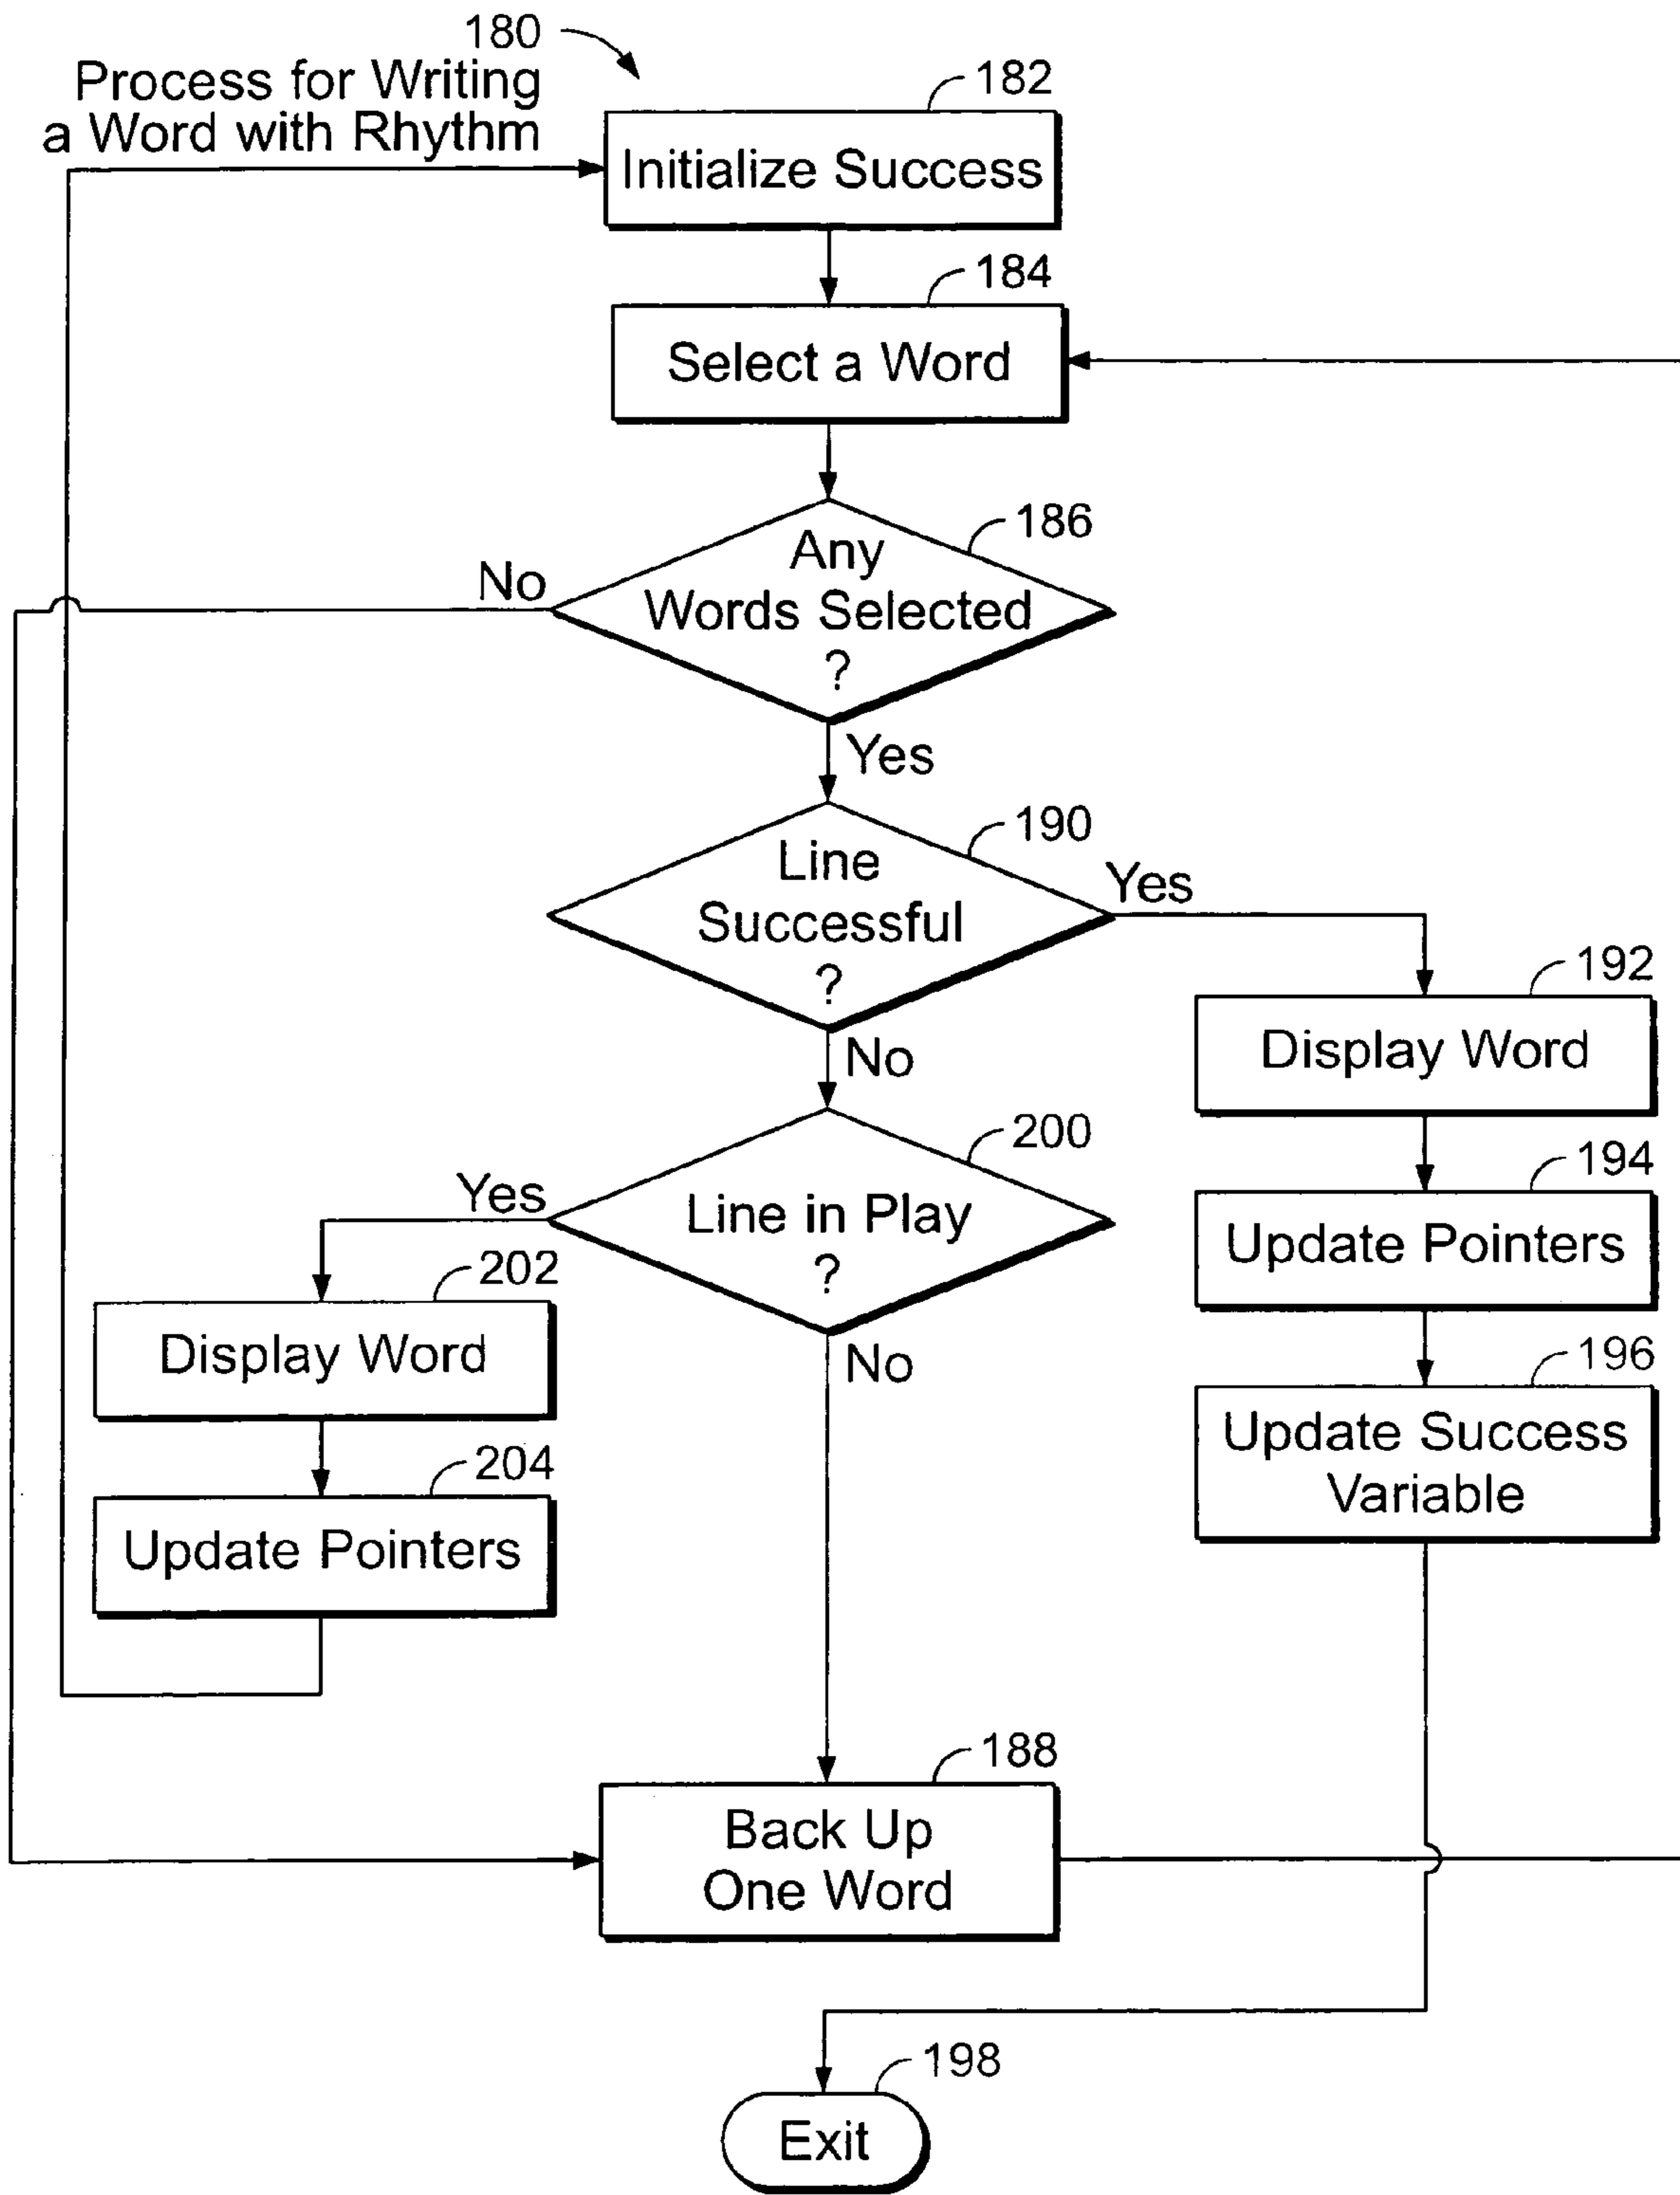 180
Process for Writing
a Word with Rhythm
182
Initialize Success
184
Select a Word
186
Any
Words Selected
?
No
Yes
190
Line
Successful
?
Yes
No
192
Display Word
194
Update Pointers
196
Update Success
Variable
200
Line in Play
?
Yes
No
202
Display Word
204
Update Pointers
188
Back Up
One Word
198
Exit